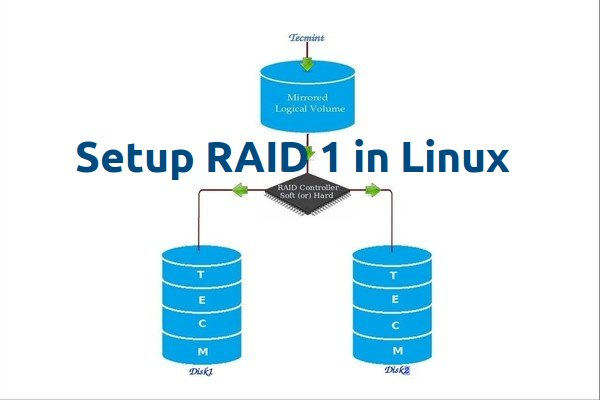 Tecmint
Mirrored
Logical Volume
Setup RAID 1 in Linux
RAID Controller
Soft (or) Hard
T
E
C
M
T
E
C
M
Disk1
Disk2